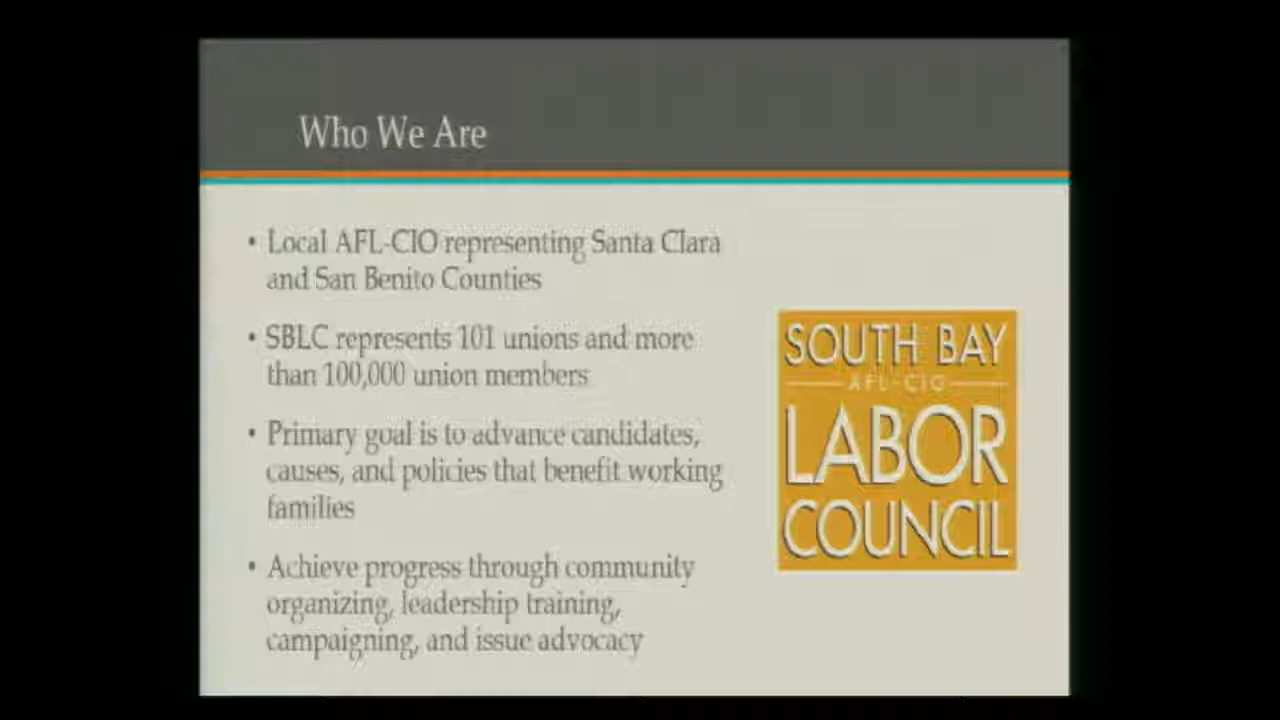 Who We Are
• Local AFL-CIO representing Santa Clara
and San Benito Counties
• SBLC represents 101 unions and more
than 100,000 union members
• Primary goal is to advance candidates,
causes, and policies that benefit working
families
• Achieve progress through community
organizing, leadership training,
campaigning, and issue advocacy
SOUTH BAY
AFL-CIO
LABOR
COUNCIL